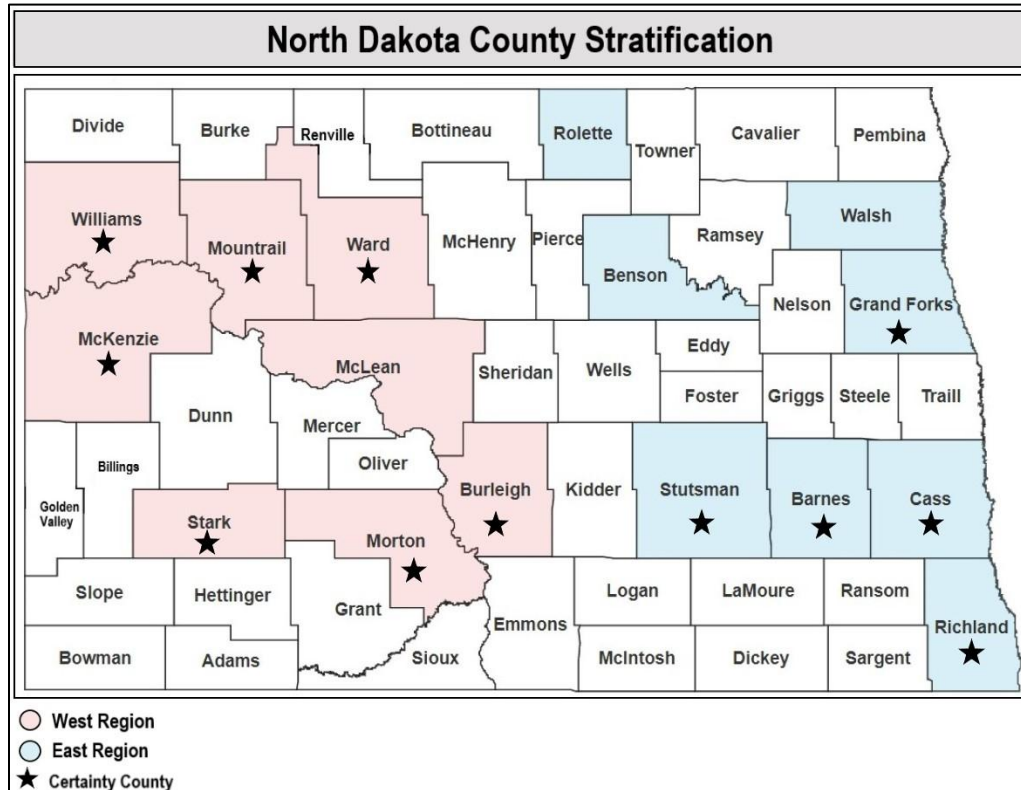 North Dakota County Stratification
Divide
Burke
Renville
Bottineau
Rolette
Towner
Cavalier
Pembina
Williams
Mountrail
Ward
McHenry
Pierce
Benson
Ramsey
Walsh
Nelson
Grand Forks
McKenzie
McLean
Sheridan
Wells
Eddy
Foster
Griggs
Steele
Traill
Dunn
Mercer
Oliver
Billings
Golden
Valley
Stark
Morton
Burleigh
Kidder
Stutsman
Barnes
Cass
Slope
Hettinger
Grant
Emmons
Logan
LaMoure
Ransom
Richland
Bowman
Adams
Sioux
McIntosh
Dickey
Sargent
West Region
East Region
Certainty County